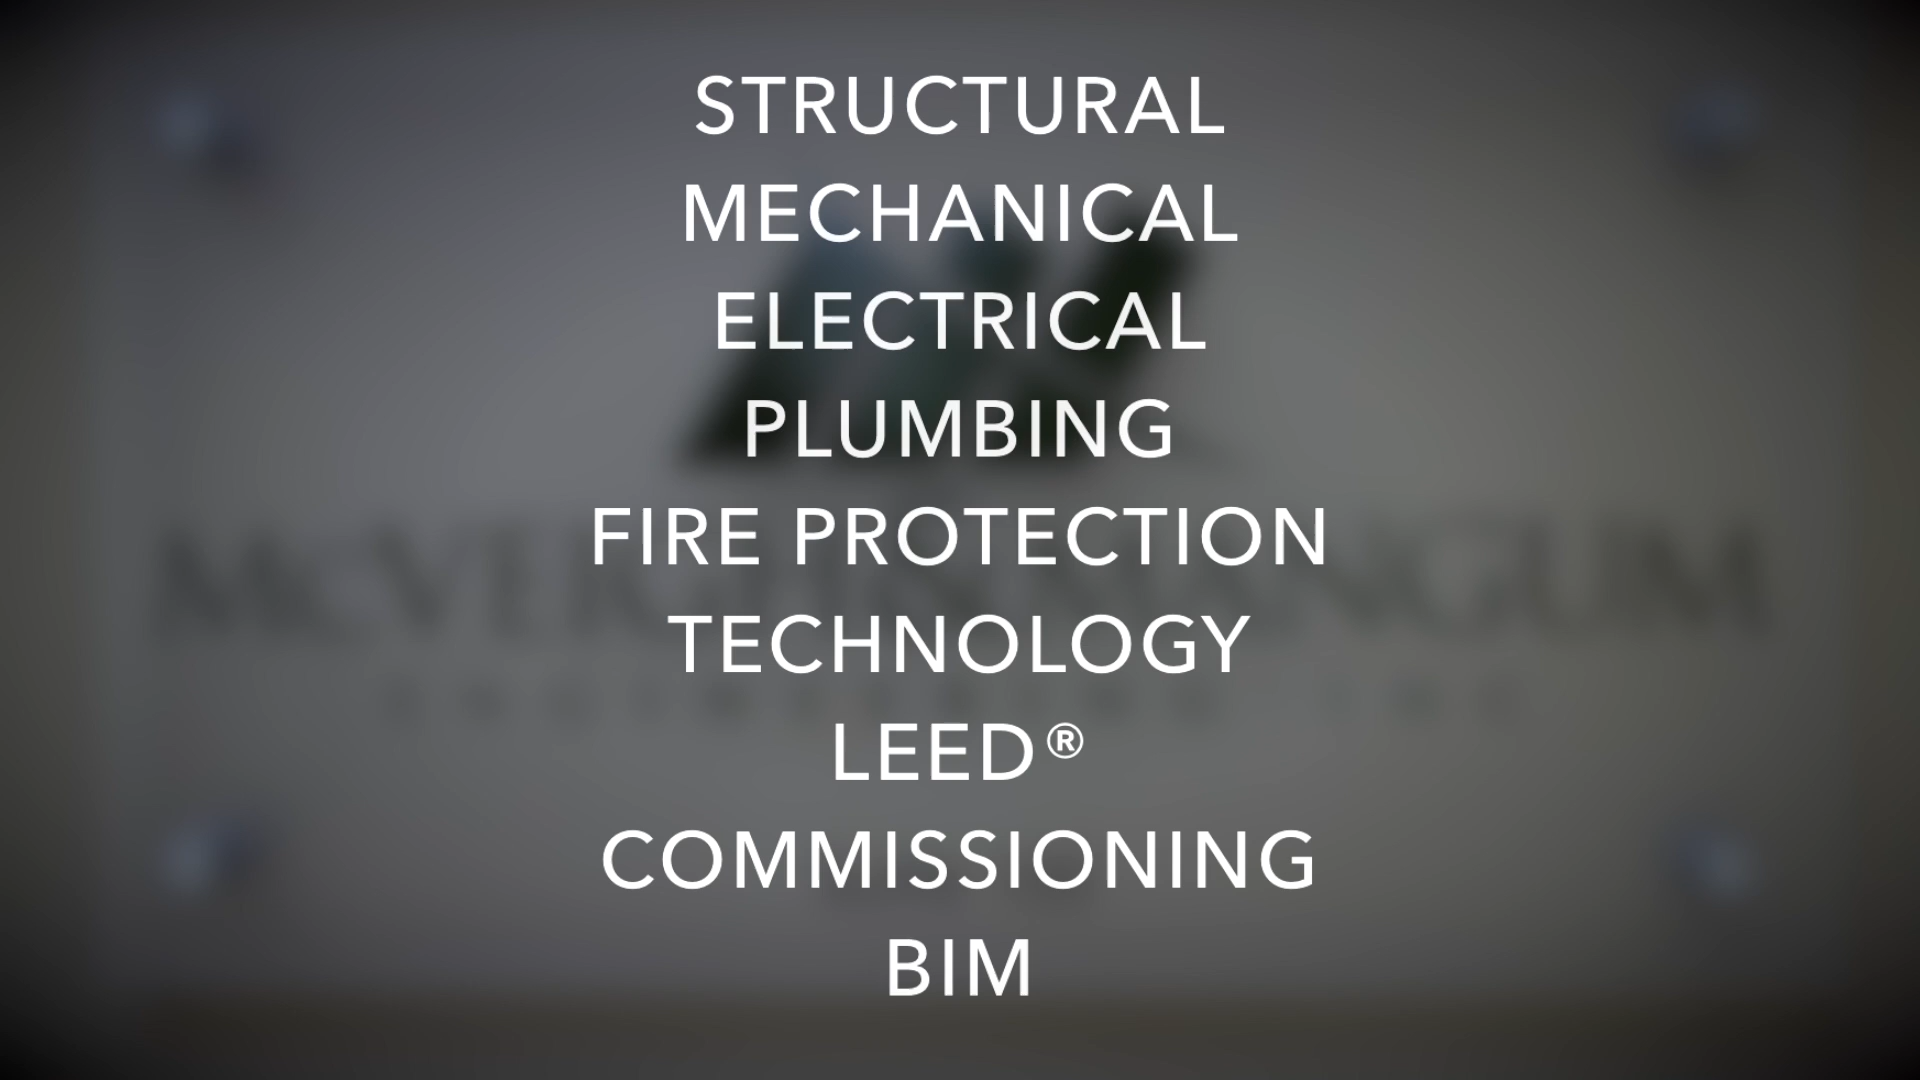 STRUCTURAL
MECHANICAL
ELECTRICAL
PLUMBING
FIRE PROTECTION
TECHNOLOGY
LEED®
COMMISSIONING
BIM